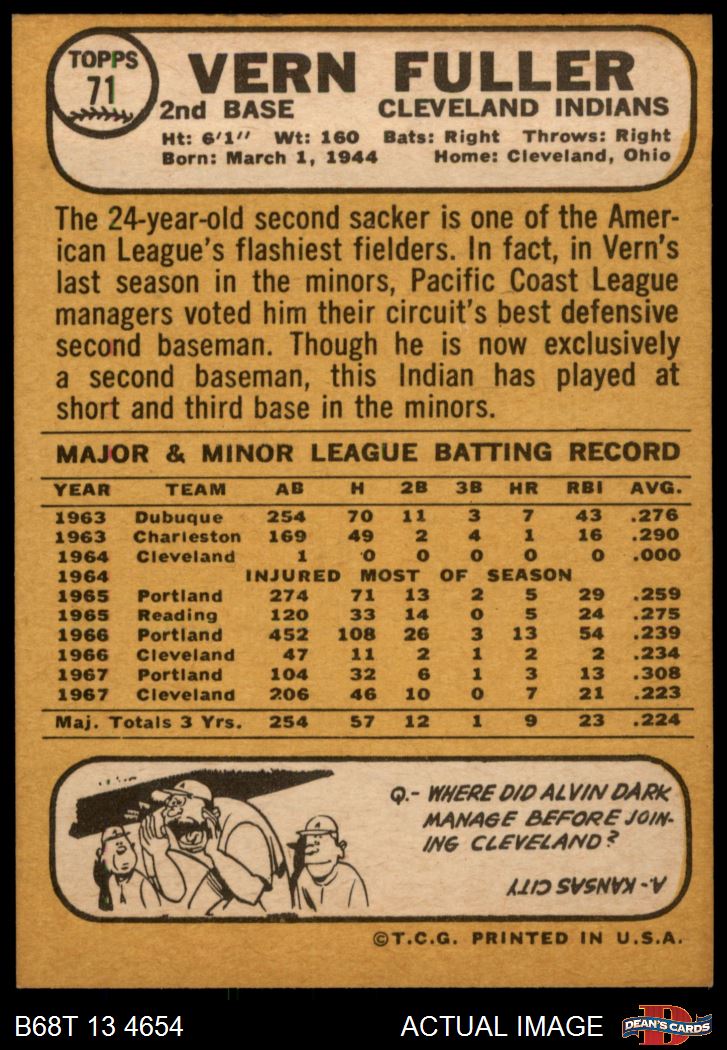 TOPPS
71
VERN FULLER
2nd BASE CLEVELAND INDIANS
Ht: 6'1" Wt: 160 Bats: Right Throws: Right
Born: March 1, 1944 Home: Cleveland, Ohio
The 24-year-old second sacker is one of the Amer-
ican League's flashiest fielders. In fact, in Vern's
last season in the minors, Pacific Coast League
managers voted him their circuit's best defensive
second baseman. Though he is now exclusively
a second baseman, this Indian has played at
short and third base in the minors.
MAJOR & MINOR LEAGUE BATTING RECORD
YEAR TEAM AB H 2B 3B HR RBI AVG.
1963 Dubuque 254 70 11 3 7 43 .276
1963 Charleston 169 49 2 4 1 16 .290
1964 Cleveland 1 0 0 0 0 0 .000
1964 INJURED MOST OF SEASON
1965 Portland 274 71 13 2 5 29 .259
1965 Reading 120 33 14 0 5 24 .275
1966 Portland 452 108 26 3 13 54 .239
1966 Cleveland 47 11 2 1 2 2 .234
1967 Portland 104 32 6 1 3 13 .308
1967 Cleveland 206 46 10 0 7 21 .223
Maj. Totals 3 Yrs. 254 57 12 1 9 23 .224
Q.- WHERE DID ALVIN DARK
MANAGE BEFORE JOIN-
ING CLEVELAND?
A.- KANSAS CITY
A
A
A
©T.C.G. PRINTED IN U.S.A.
B68T 13 4654 ACTUAL IMAGE
D
DEAN'S CARDS